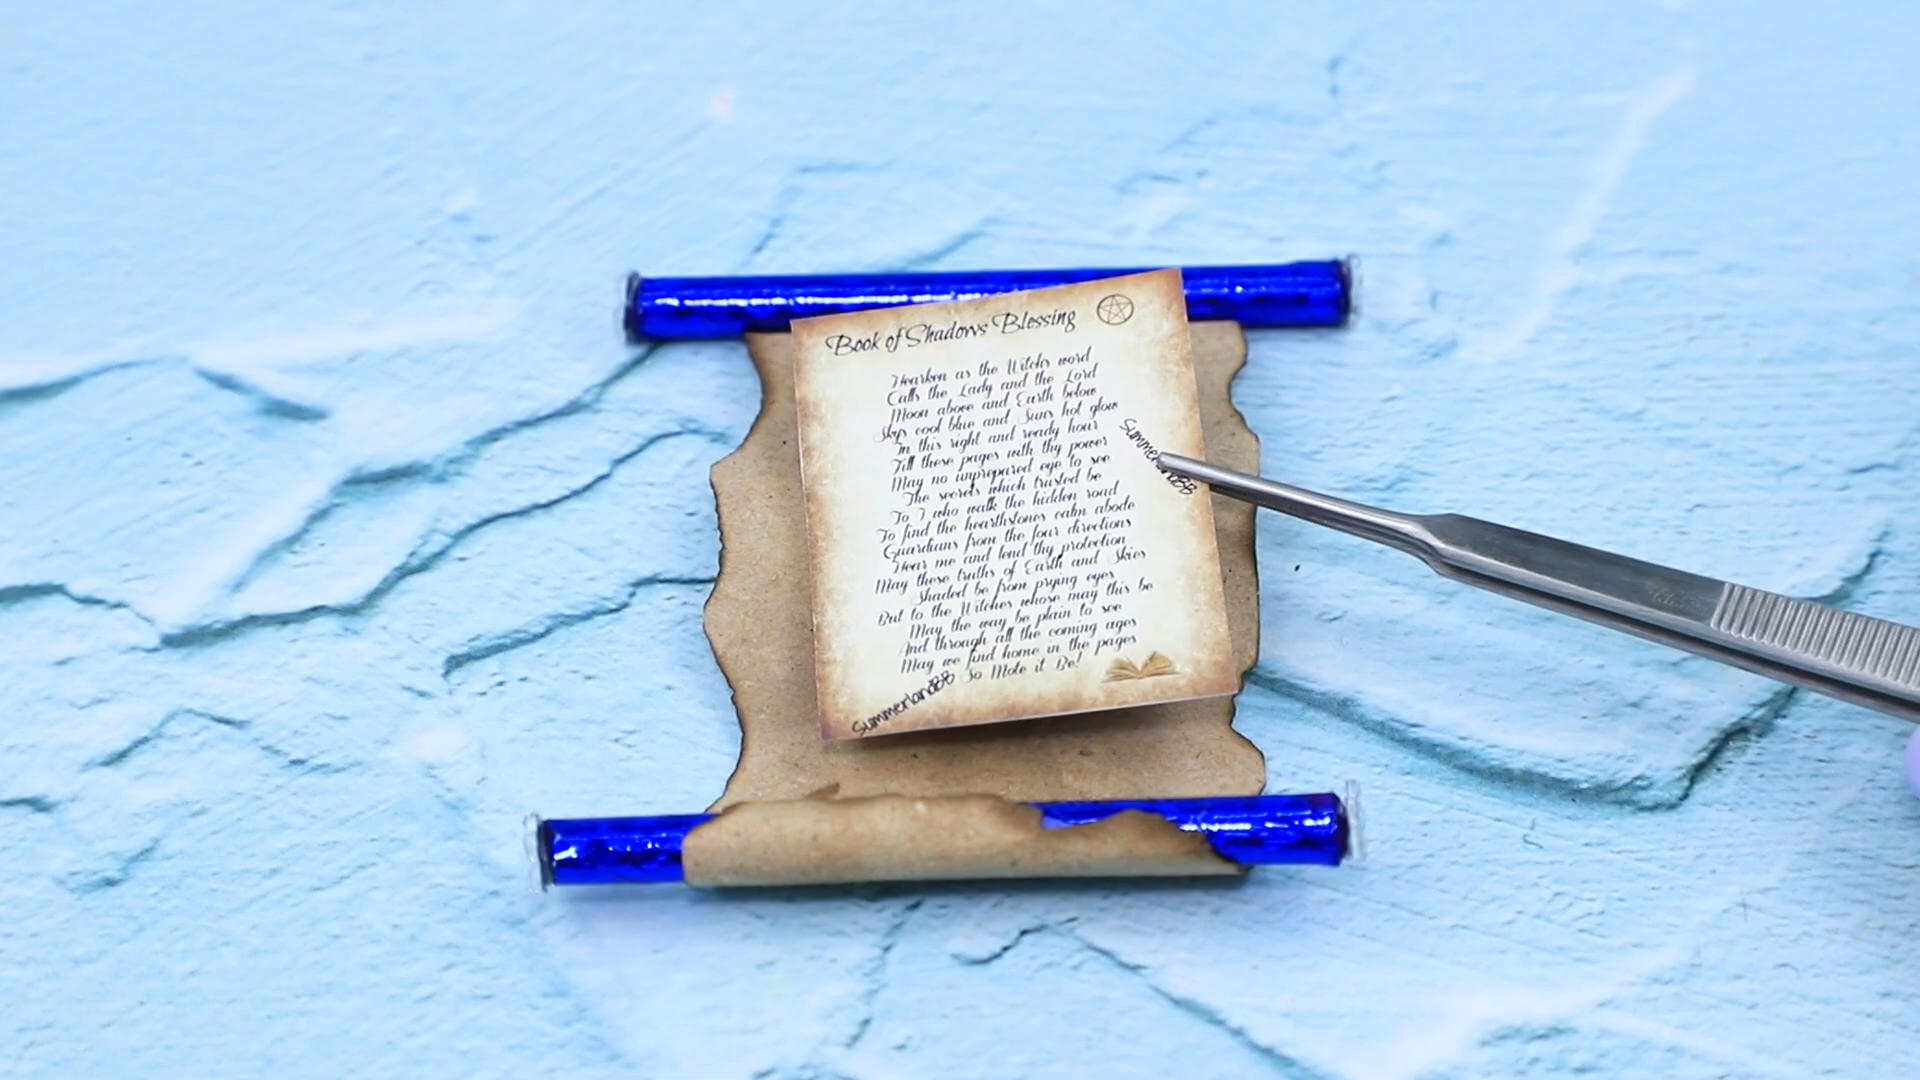 Book of Shadows Blessing
Hearken as the Witch's word
Calls the Lady and the Lord
Moon above and Earth below
Sky's cool blue and Sun's hot glow
In this right and ready hour
Fill these pages with thy power
May no unprepared eye to see
The secrets which trusted be
To I who walk the hidden road
To find the hearthstones calm abode
Guardians from the four directions
Hear me and lend thy protection
May these truths of Earth and Skies
Shaded be from prying eyes
But to the Witches whose may this be
May the way be plain to see
And through all the coming ages
May we find home in the pages
So Mote it Be!
SummerlandBB
SummerlandBB